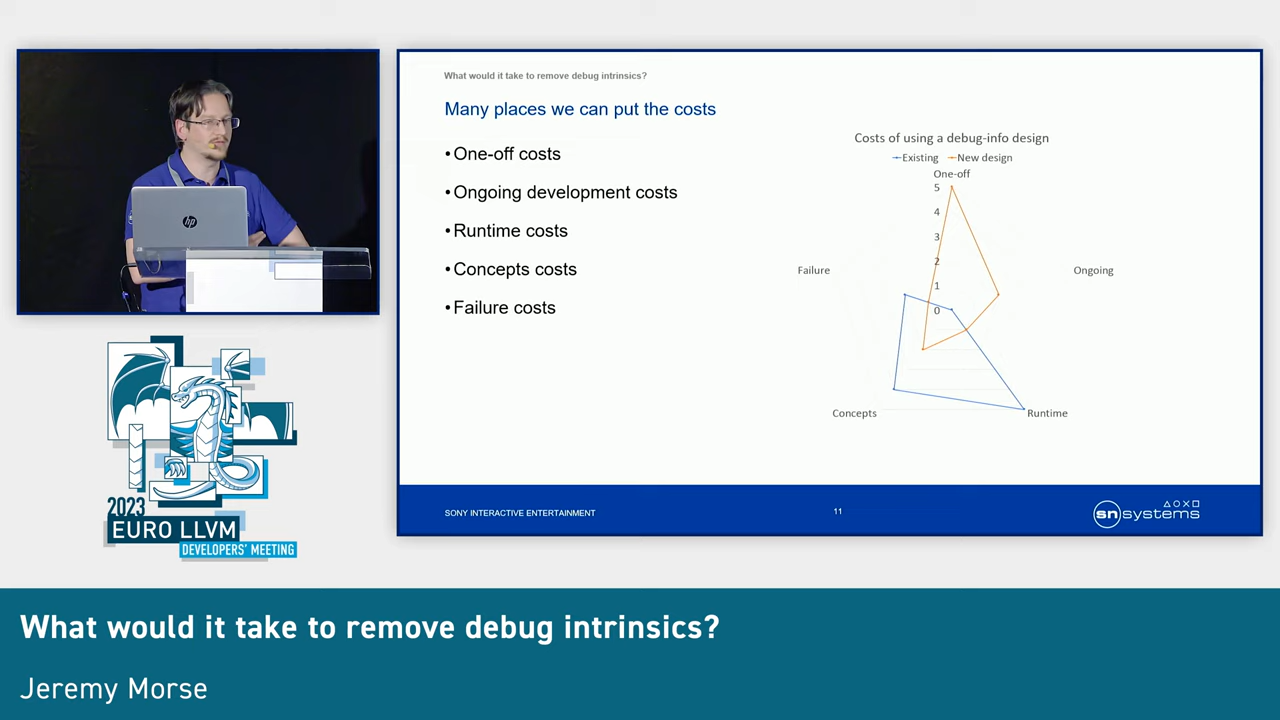 What would it take to remove debug intrinsics?
Many places we can put the costs
• One-off costs
• Ongoing development costs
• Runtime costs
• Concepts costs
• Failure costs
Costs of using a debug-info design
Existing New design
One-off
5
4
3
2
1
0
Failure
Ongoing
Concepts
Runtime
SONY INTERACTIVE ENTERTAINMENT
11
sn systems
hp
2023
EURO LLVM
DEVELOPERS' MEETING
What would it take to remove debug intrinsics?
Jeremy Morse